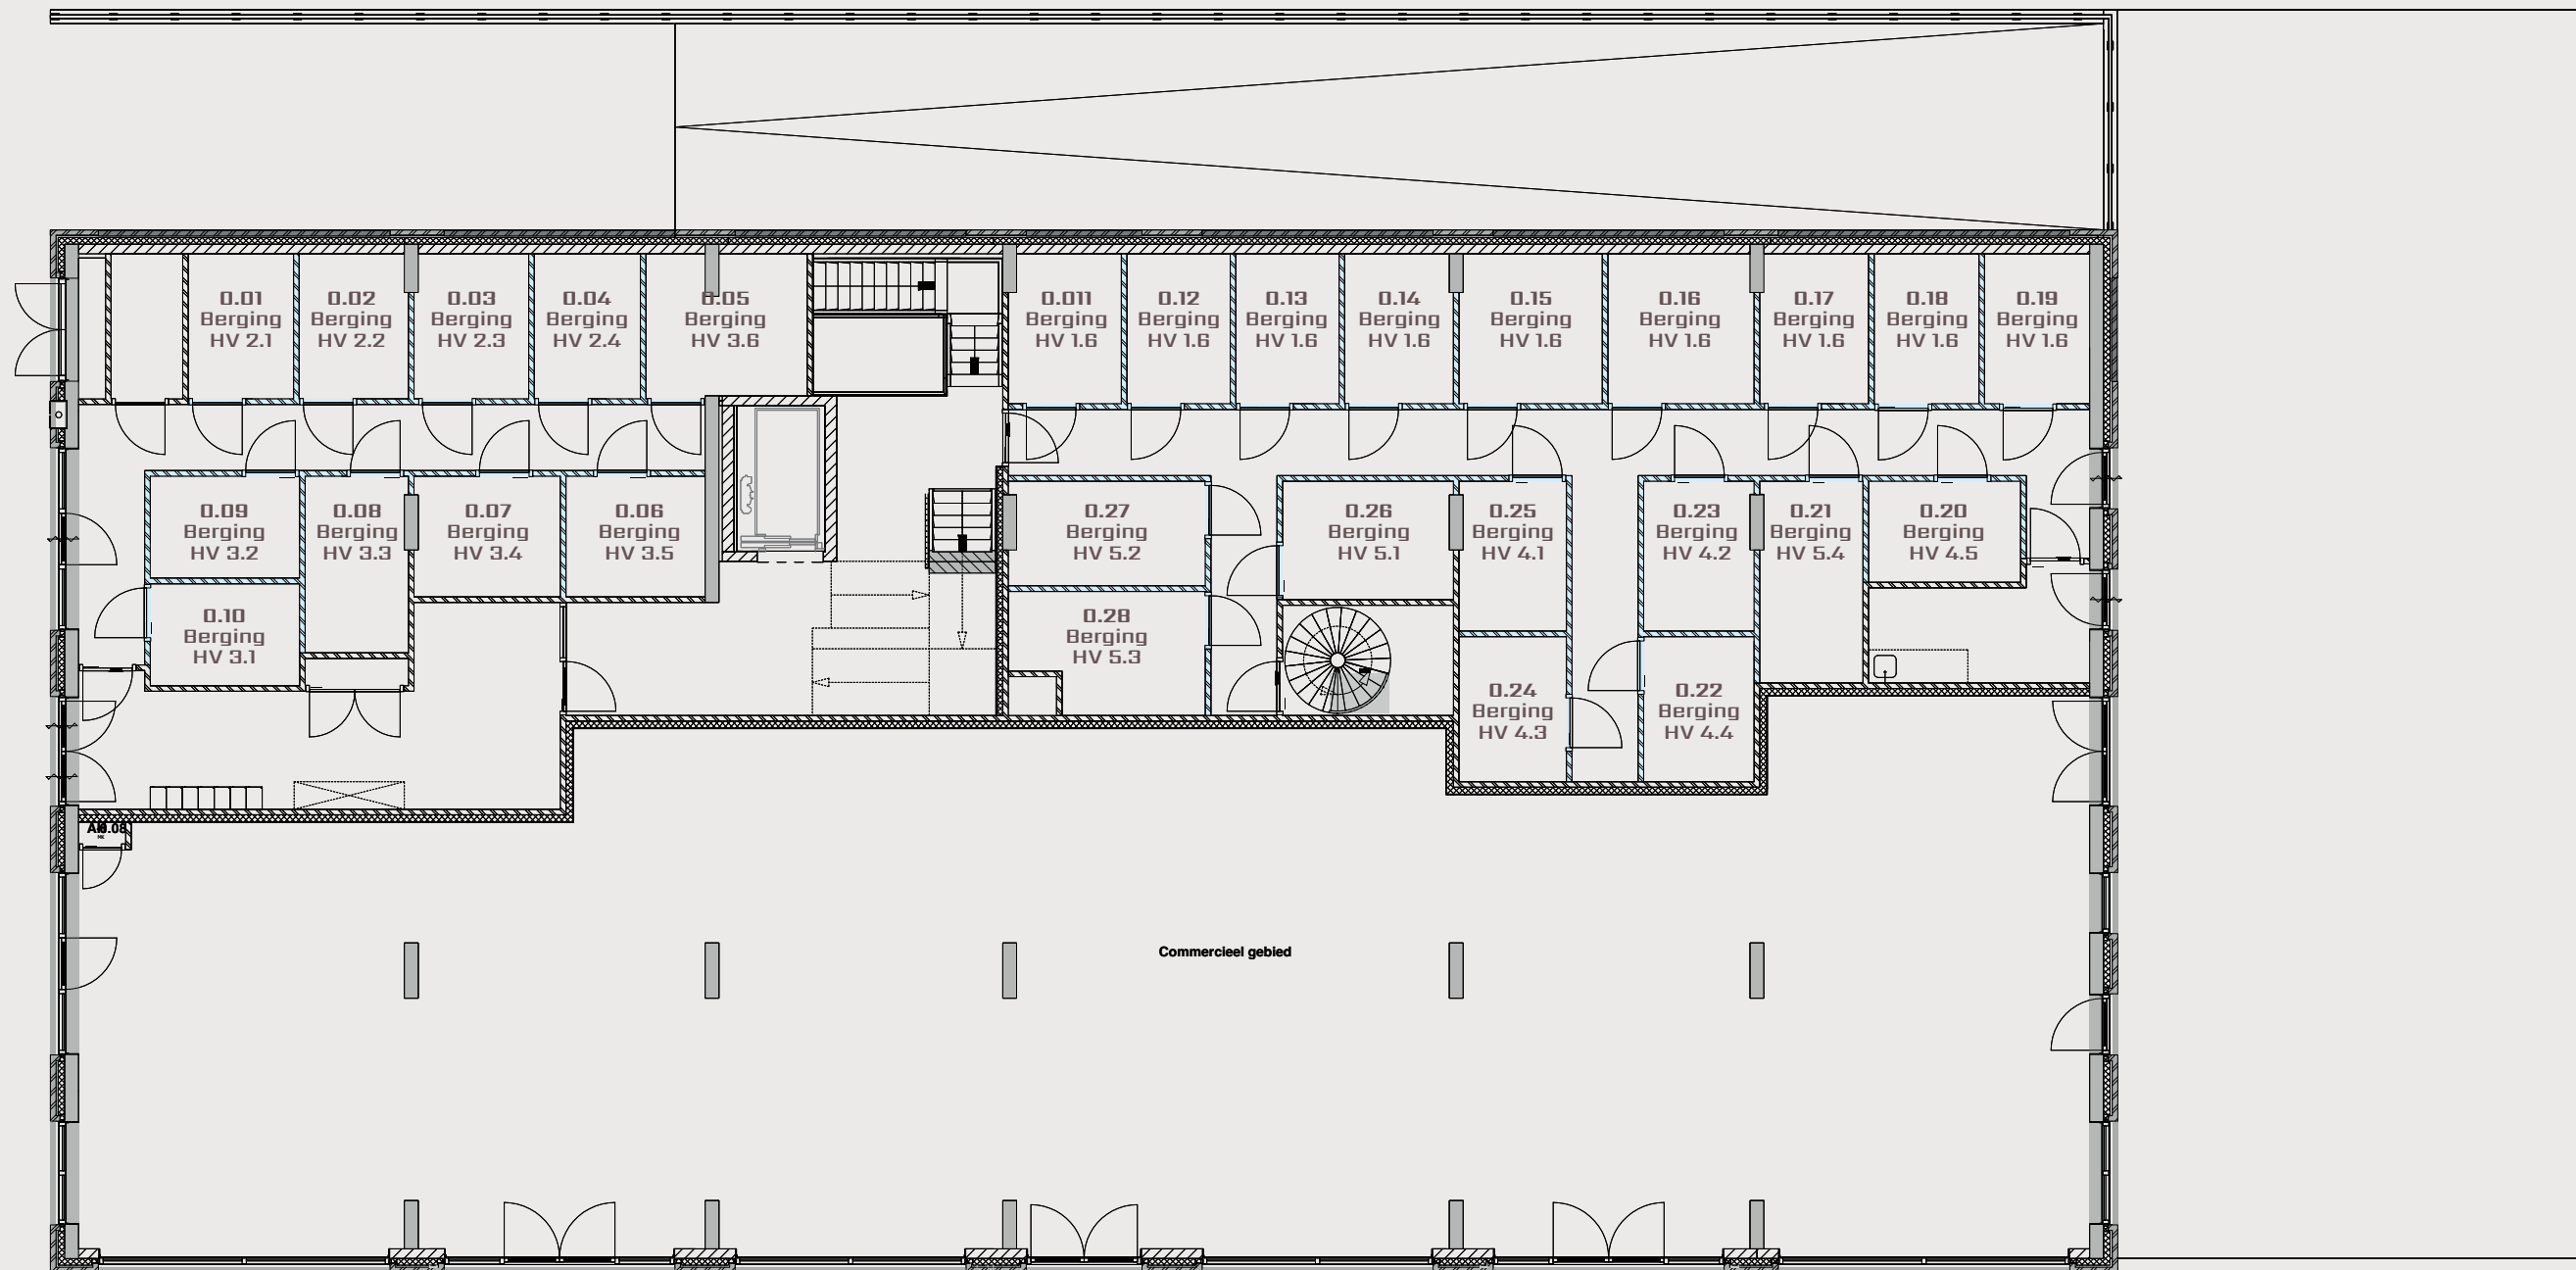 0.01
Berging
HV 2.1
0.02
Berging
HV 2.2
0.03
Berging
HV 2.3
0.04
Berging
HV 2.4
0.05
Berging
HV 3.6
0.011
Berging
HV 1.6
0.12
Berging
HV 1.6
0.13
Berging
HV 1.6
0.14
Berging
HV 1.6
0.15
Berging
HV 1.6
0.16
Berging
HV 1.6
0.17
Berging
HV 1.6
0.18
Berging
HV 1.6
0.19
Berging
HV 1.6
0.09
Berging
HV 3.2
0.08
Berging
HV 3.3
0.07
Berging
HV 3.4
0.06
Berging
HV 3.5
0.27
Berging
HV 5.2
0.26
Berging
HV 5.1
0.25
Berging
HV 4.1
0.23
Berging
HV 4.2
0.21
Berging
HV 5.4
0.20
Berging
HV 4.5
0.10
Berging
HV 3.1
0.28
Berging
HV 5.3
0.24
Berging
HV 4.3
0.22
Berging
HV 4.4
Commercieel gebied